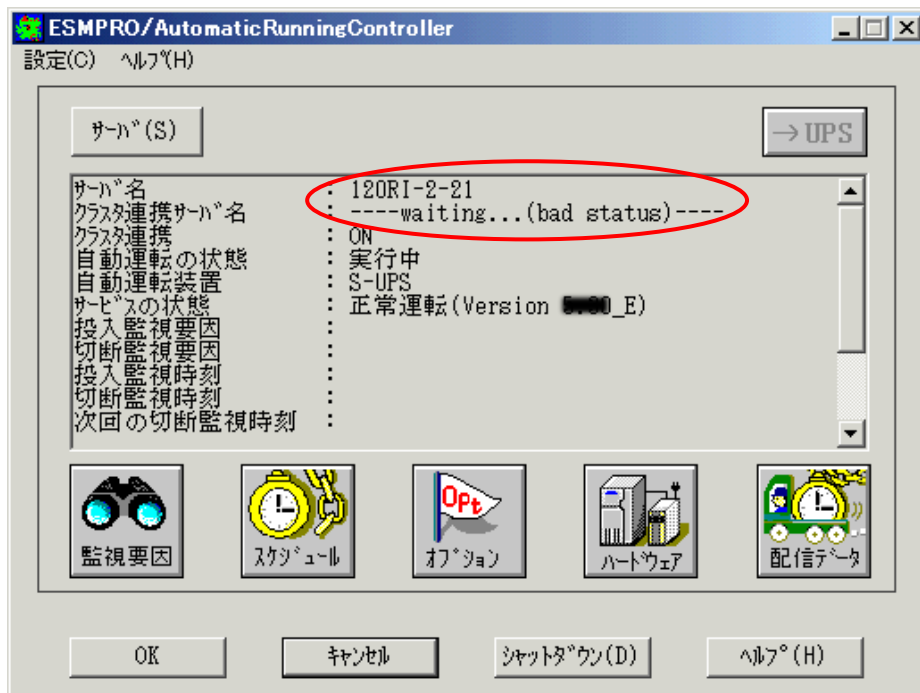 ESMPRO/AutomaticRunningController
設定(C) ﾍﾙﾌﾟ(H)
ｻｰﾊﾞ(S)
→UPS
ｻｰﾊﾞ名 : 120RI-2-21
ｸﾗｽﾀ連携ｻｰﾊﾞ名 : ----waiting...(bad status)----
ｸﾗｽﾀ連携 : ON
自動運転の状態 : 実行中
自動運転装置 : S-UPS
ｻｰﾋﾞｽの状態 : 正常運転(Version _E)
投入監視要因 :
切断監視要因 :
投入監視時刻 :
切断監視時刻 :
次回の切断監視時刻 :
監視要因
ｽｹｼﾞｭｰﾙ
Opt
ｵﾌﾟｼｮﾝ
ﾊｰﾄﾞｳｪｱ
配信ﾃﾞｰﾀ
OK
ｷｬﾝｾﾙ
ｼｬｯﾄﾀﾞｳﾝ(D)
ﾍﾙﾌﾟ(H)